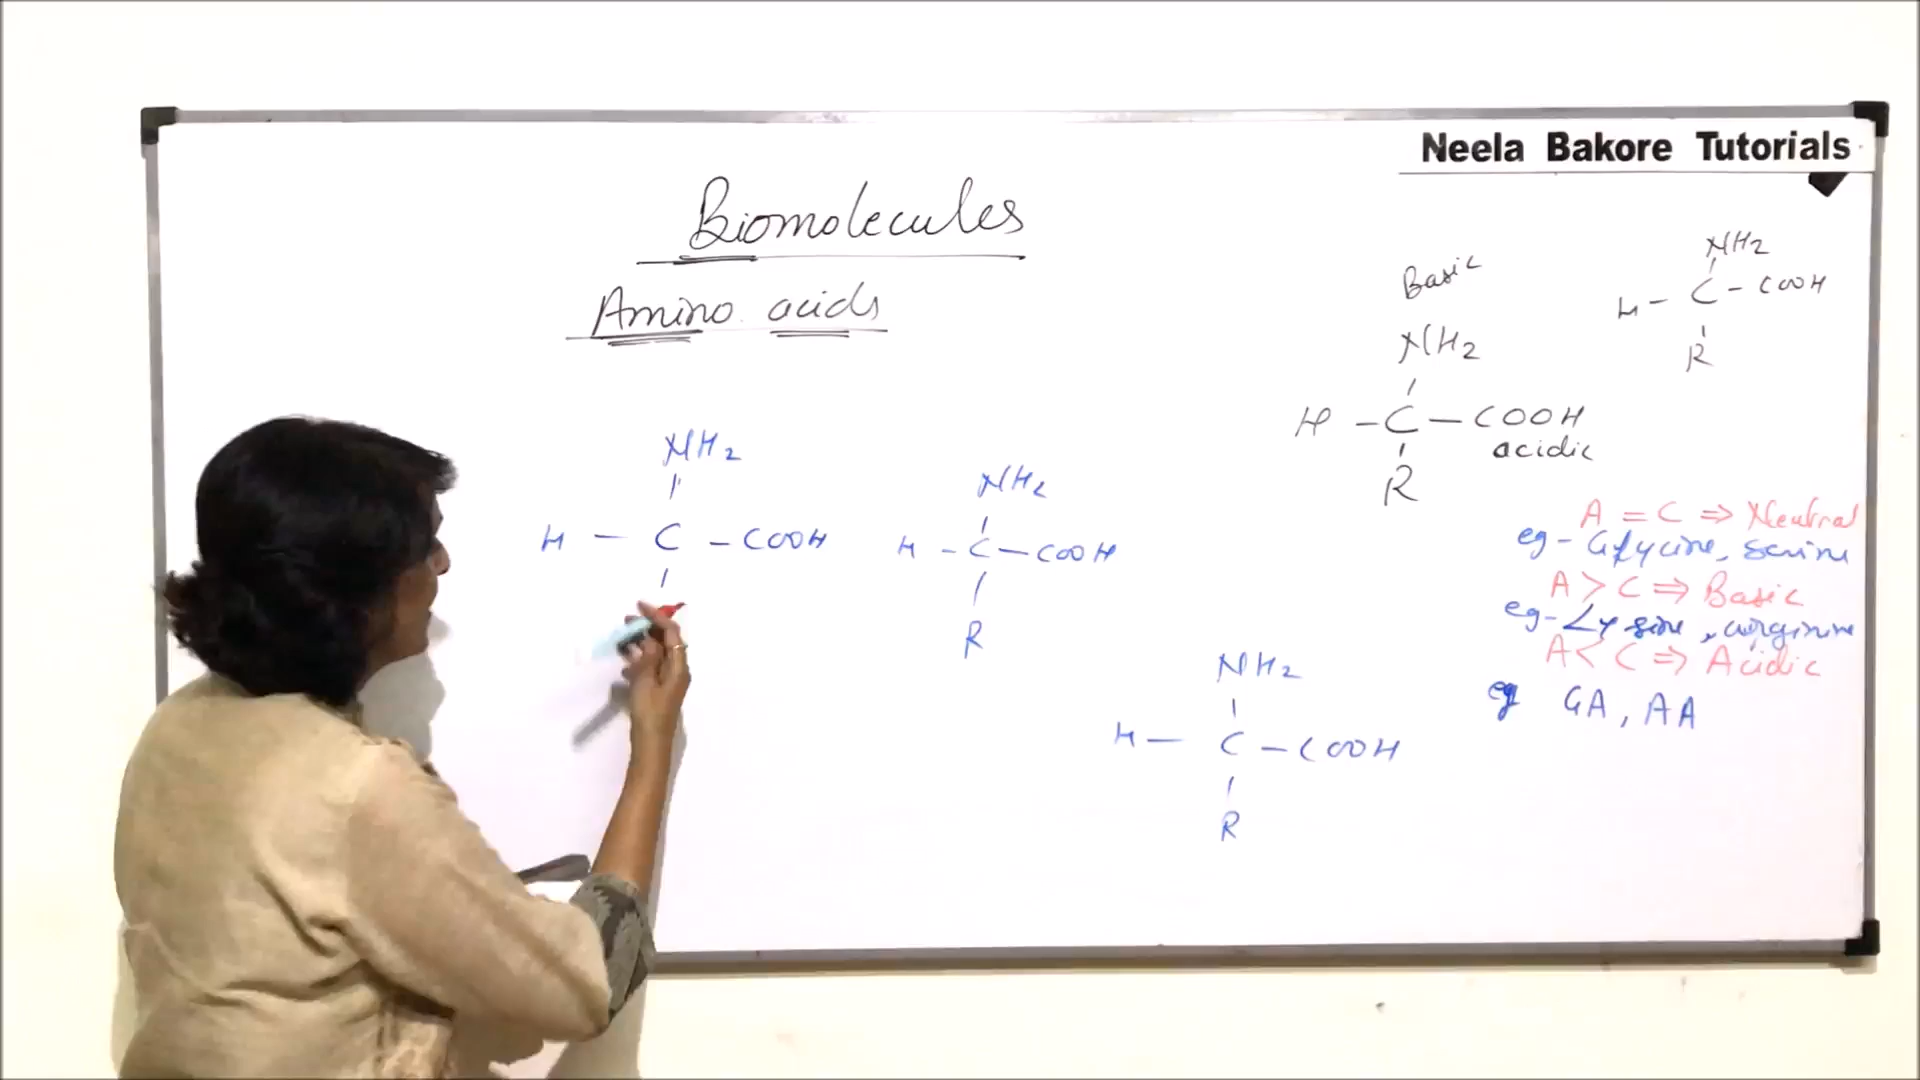 Neela Bakore Tutorials
Biomolecules
Amino acids
NH2
H - C - COOH
R
Basic
NH2
H - C - COOH
acidic
R
NH2
H - C - COOH
NH2
H - C - COOH
R
A = C ⇒ Neutral
eg - Glycine, serine
A > C ⇒ Basic
eg - Lysine, arginine
A < C ⇒ Acidic
eg GA, AA
NH2
H - C - COOH
R